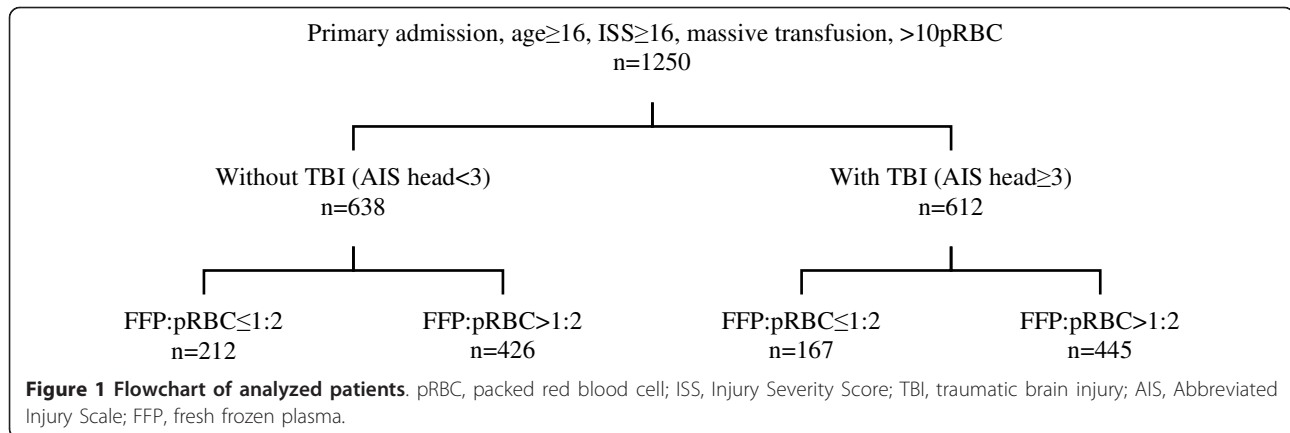 Primary admission, age≥16, ISS≥16, massive transfusion, >10pRBC
n=1250
Without TBI (AIS head<3)
n=638
With TBI (AIS head≥3)
n=612
FFP:pRBC≤1:2
n=212
FFP:pRBC>1:2
n=426
FFP:pRBC≤1:2
n=167
FFP:pRBC>1:2
n=445
Figure 1 Flowchart of analyzed patients. pRBC, packed red blood cell; ISS, Injury Severity Score; TBI, traumatic brain injury; AIS, Abbreviated
Injury Scale; FFP, fresh frozen plasma.